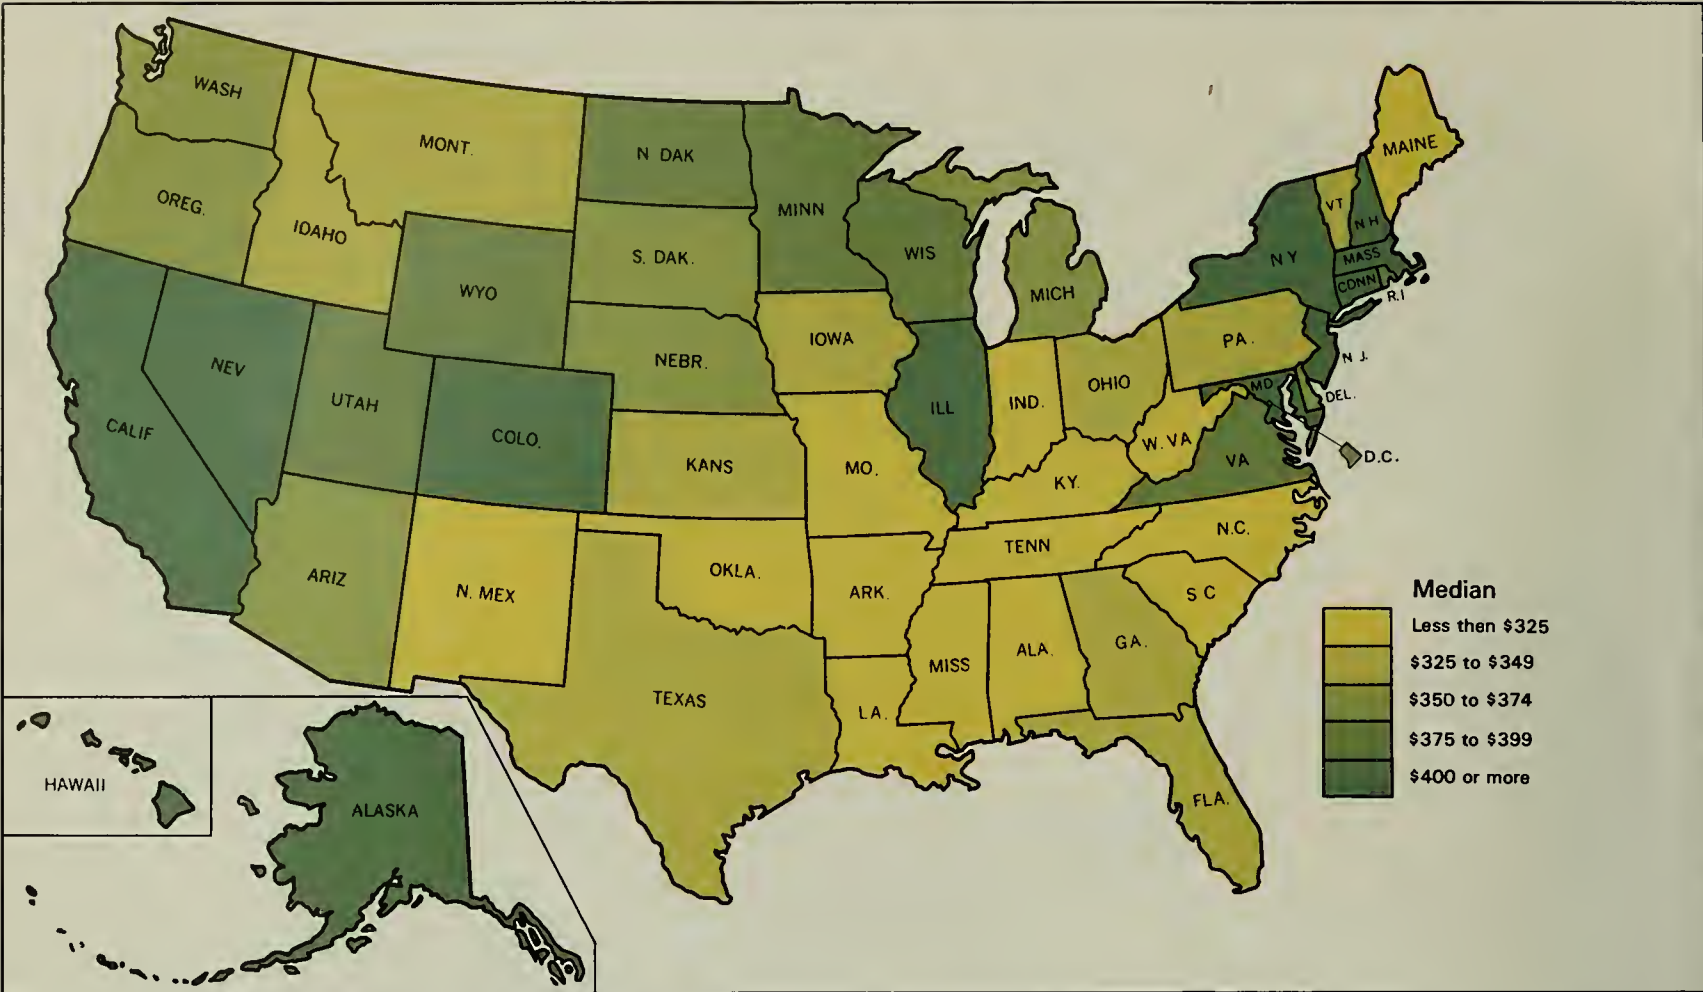 WASH
MONT.
N DAK
MINN
MAINE
OREG.
IDAHO
S. DAK.
WIS
MICH
VT
N H
N Y
MASS
CONN
R.I
WYO
NEBR.
IOWA
PA.
N J.
NEV
UTAH
COLO.
ILL
IND.
OHIO
MD
DEL.
CALIF
KANS
MO.
W. VA
VA
D.C.
KY.
ARIZ
N. MEX
OKLA.
ARK.
TENN
N.C.
S C
TEXAS
LA.
MISS
ALA.
GA.
FLA.
HAWAII
ALASKA
Median
Less then $325
$325 to $349
$350 to $374
$375 to $399
$400 or more